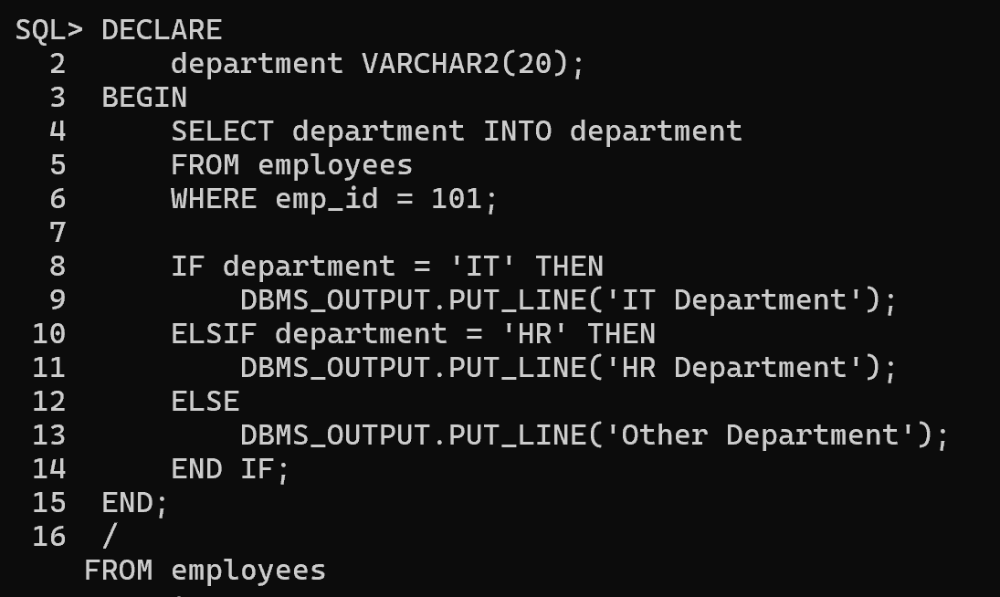 SQL> DECLARE
  2      department VARCHAR2(20);
  3  BEGIN
  4      SELECT department INTO department
  5      FROM employees
  6      WHERE emp_id = 101;
  7
  8      IF department = 'IT' THEN
  9          DBMS_OUTPUT.PUT_LINE('IT Department');
 10      ELSIF department = 'HR' THEN
 11          DBMS_OUTPUT.PUT_LINE('HR Department');
 12      ELSE
 13          DBMS_OUTPUT.PUT_LINE('Other Department');
 14      END IF;
 15  END;
 16  /
    FROM employees